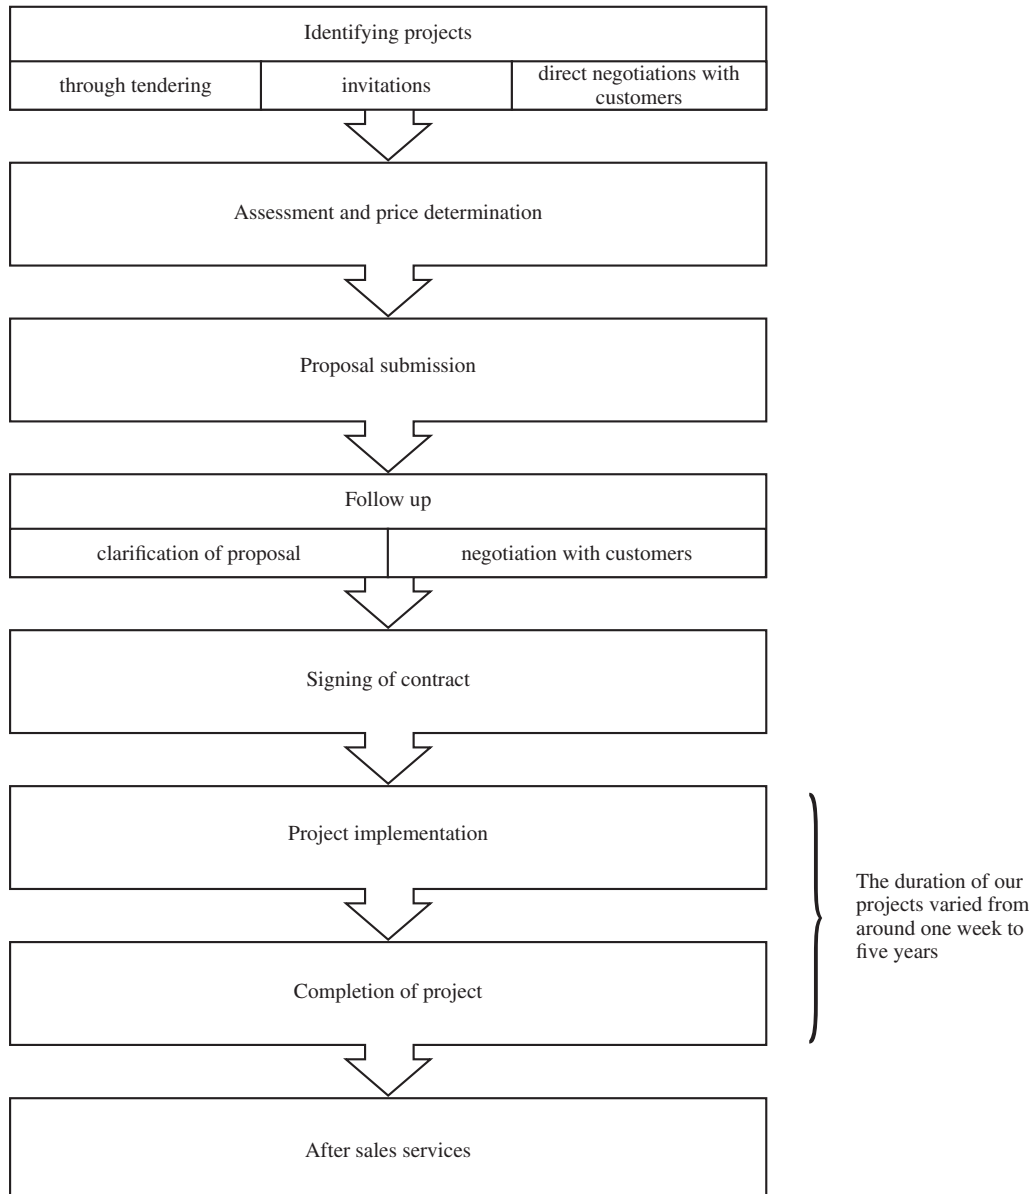 Identifying projects
through tendering
invitations
direct negotiations with
customers
Assessment and price determination
Proposal submission
Follow up
clarification of proposal
negotiation with customers
Signing of contract
Project implementation
The duration of our
projects varied from
around one week to
five years
Completion of project
After sales services